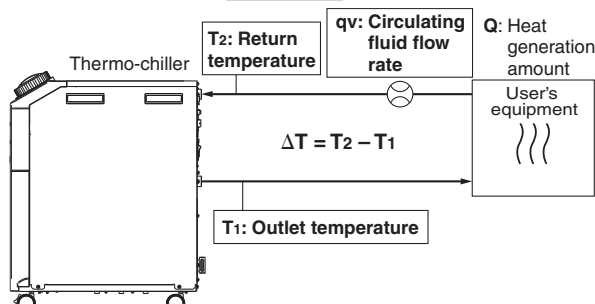 T2: Return
temperature
qv: Circulating
fluid flow
rate
Q: Heat
generation
amount
Thermo-chiller
User's
equipment
ΔT = T2 – T1
T1: Outlet temperature